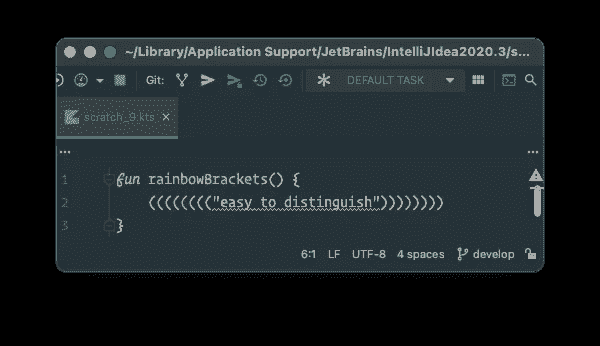 ~/Library/Application Support/JetBrains/IntelliJIdea2020.3/s...
Git: DEFAULT TASK
scratch_9.kts
1 fun rainbowBrackets() {
2 (((((((("easy to distinguish"))))))))
3 }
6:1 LF UTF-8 4 spaces develop